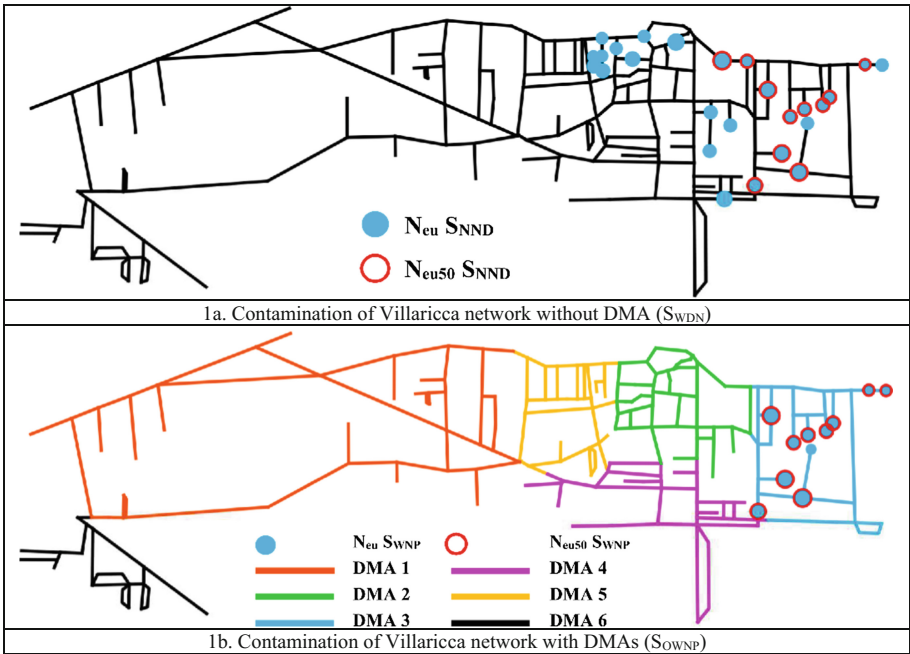 Neu SNND
Neu50 SNND
1a. Contamination of Villaricca network without DMA (SWDN)
Neu SWNP Neu50 SWNP
DMA 1 DMA 4
DMA 2 DMA 5
DMA 3 DMA 6
1b. Contamination of Villaricca network with DMAs (SOWNP)